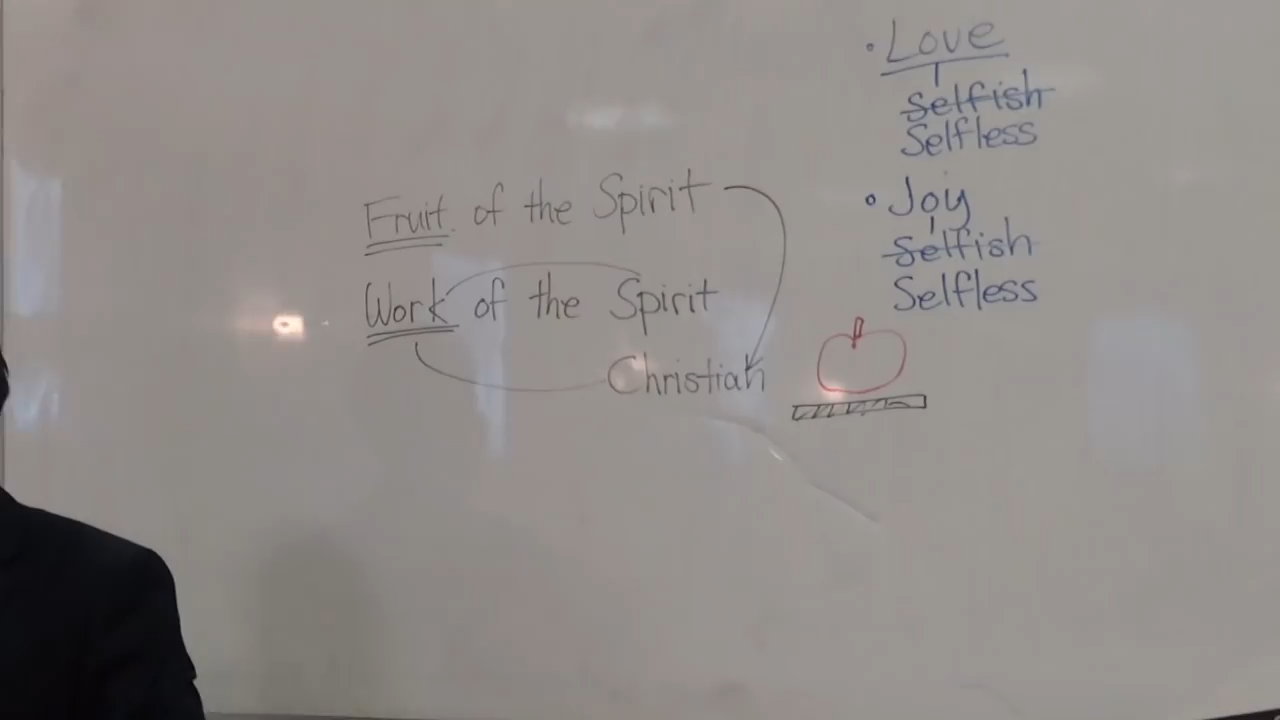 Fruit of the Spirit
Work of the Spirit
Christian
• Love
Selfish
Selfless
• Joy
Selfish
Selfless